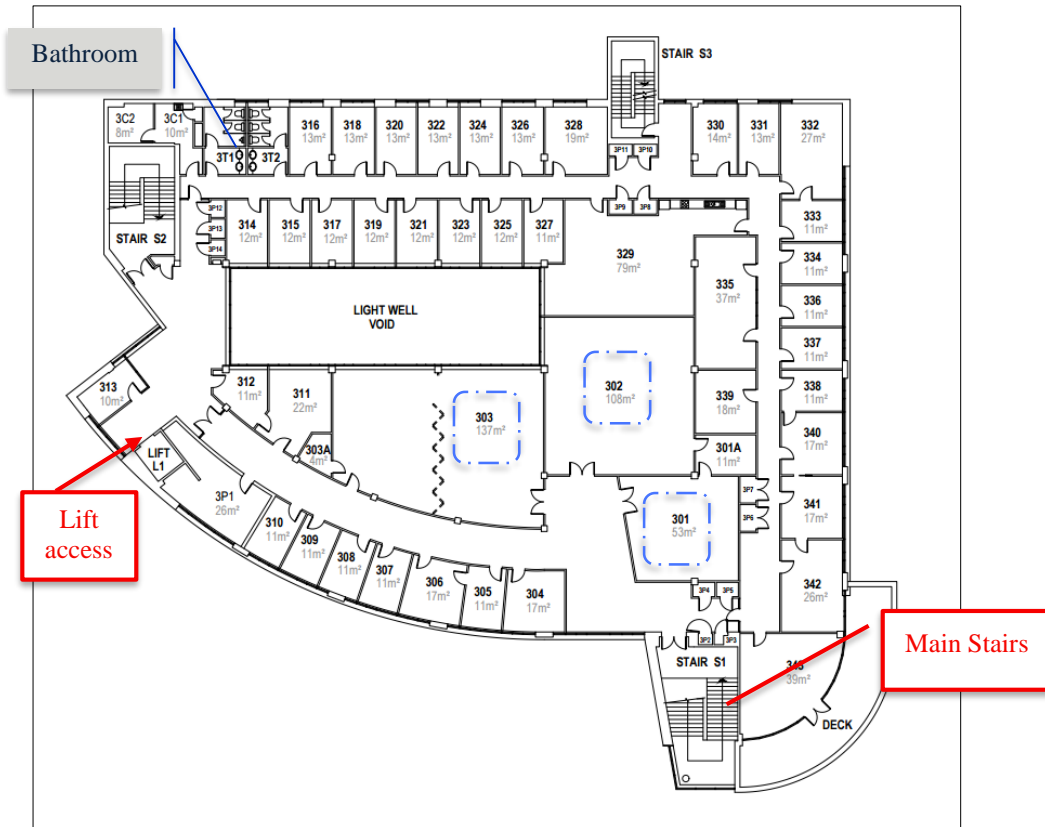 Bathroom
STAIR S3
3C2
8m²
3C1
10m²
3T1
3T2
316
13m²
318
13m²
320
13m²
322
13m²
324
13m²
326
13m²
328
19m²
3P11
3P10
330
14m²
331
13m²
332
27m²
STAIR S2
3P12
3P13
3P14
314
12m²
315
12m²
317
12m²
319
12m²
321
12m²
323
12m²
325
12m²
327
11m²
3P9
3P8
329
79m²
333
11m²
334
11m²
335
37m²
336
11m²
337
11m²
LIGHT WELL
VOID
313
10m²
312
11m²
311
22m²
303A
4m²
303
137m²
302
108m²
339
18m²
338
11m²
301A
11m²
340
17m²
LIFT
L1
Lift
access
3P1
26m²
310
11m²
309
11m²
308
11m²
307
11m²
306
17m²
305
11m²
304
17m²
301
53m²
3P7
3P6
341
17m²
342
26m²
3P4
3P5
3P2
3P3
STAIR S1
Main Stairs
39m²
DECK